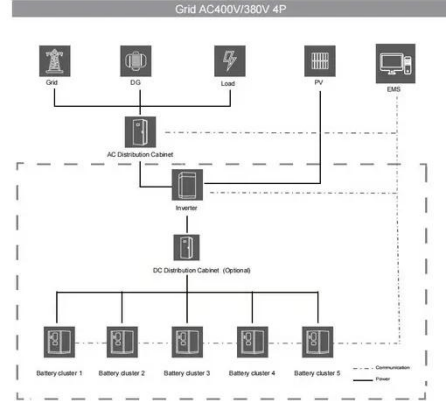 Grid AC400V/380V 4P
Grid
DG
Load
PV
EMS
AC Distribution Cabinet
Inverter
DC Distribution Cabinet (Optional)
Battery cluster 1
Battery cluster 2
Battery cluster 3
Battery cluster 4
Battery cluster 5
Communication
Power